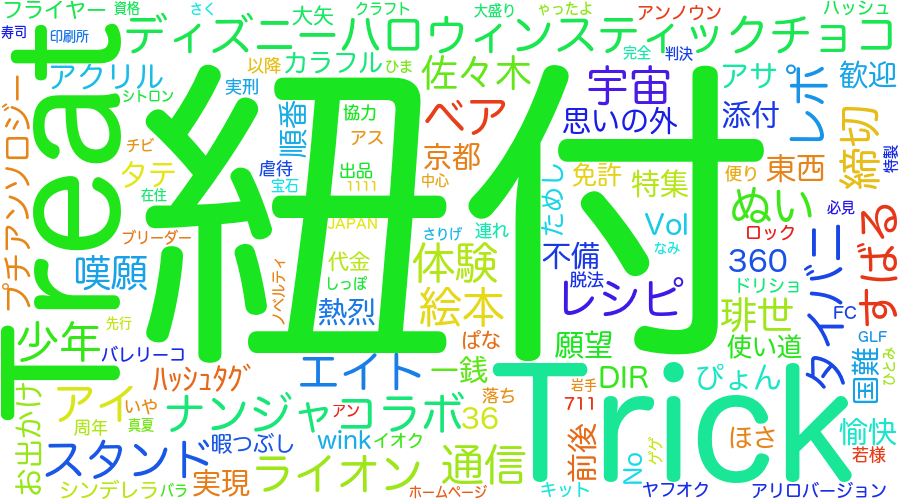 フライヤー
資格
さく
クラフト
大盛り
やったよ
アンノウン
ハッシュ
寿司
印刷所
大矢
ディズニーハロウィンスティックチョコ
完全
判決
アクリル
実刑
以降
カラフル
ひま
佐々木
宇宙
アサ
レポ
歓迎
シトロン
Treat
紐付
順番
協力
ベア
思いの外
添付
締切
特製
プチアンソロジー
チビ
アス
京都
タテ
虐待
出品
ためし
免許
特集
便り
東西
在住
宝石
1111
中心
ぬい
必見
JAPAN
さりげ
連れ
Vol
ロック
すばる
ブリーダー
なみ
嘆願
ノベルティ
代金
体験
不備
360
タイバニ
しっぽ
脱法
レシピ
ドリショ
熱烈
絵本
排世
FC
先行
少年
バレリーコ
ぱな
願望
使い道
GLF
国難
ひとみ
ﾊｯｼｭﾀｸﾞ
エイト
一銭
Trick
DIR
ぴょん
お出かけ
アイ
いや
アン
落ち
岩手
711
周年
真夏
ナンジャコラボ
36
前後
ほさ
愉快
スタンド
暇つぶし
wink
イオク
通信
No
ゲゲ
若様
シンデレラ
バラ
実現
ライオン
ホームページ
キット
ヤフオク
アリロバージョン